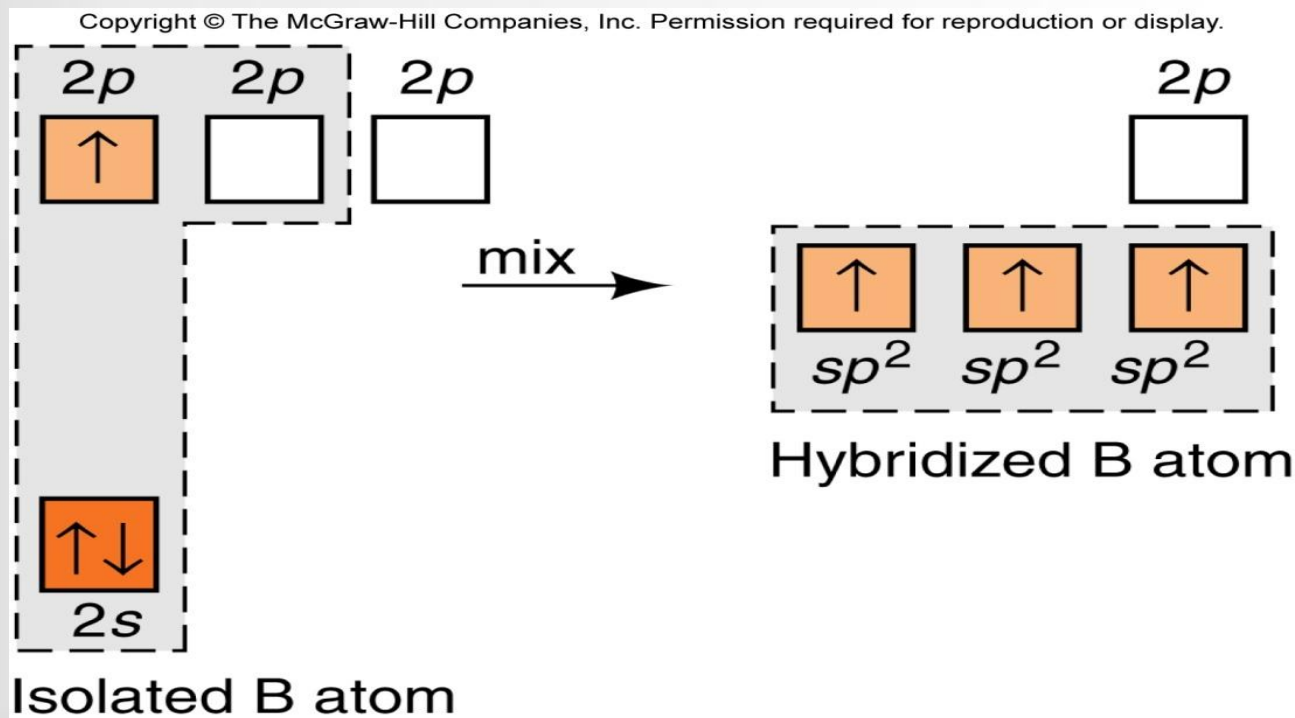 Copyright © The McGraw-Hill Companies, Inc. Permission required for reproduction or display.
2p 2p 2p
↑
↑↓
2s
Isolated B atom
mix
2p
↑ ↑ ↑
sp² sp² sp²
Hybridized B atom